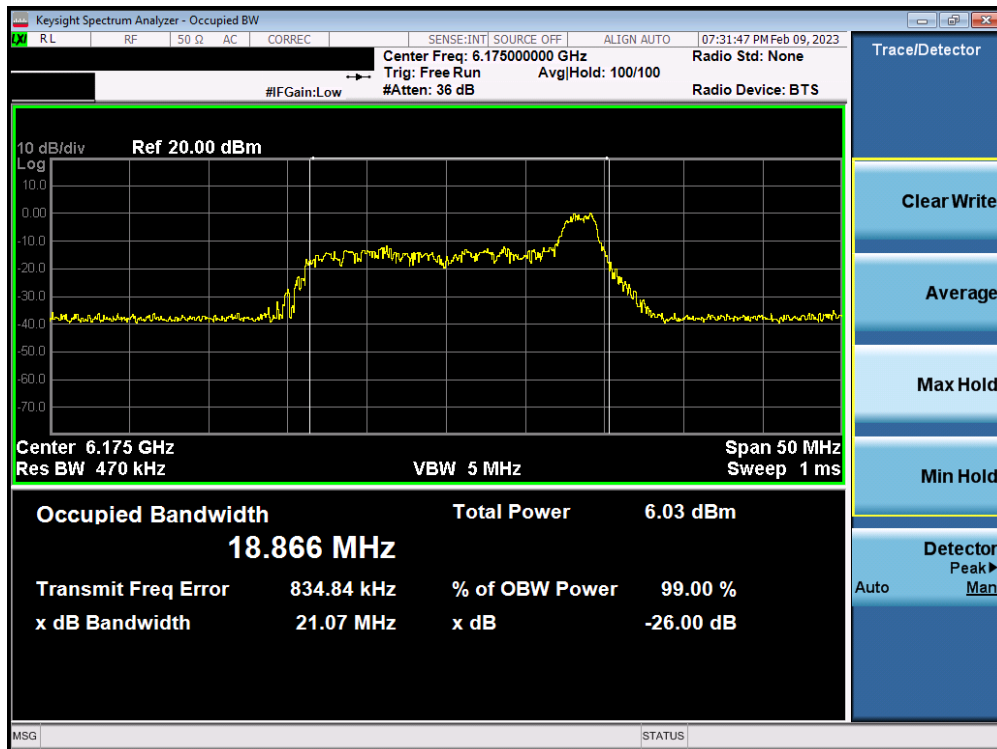 Keysight Spectrum Analyzer - Occupied BW
LXI RL RF 50 Ω AC CORREC SENSE:INT SOURCE OFF ALIGN AUTO 07:31:47 PM Feb 09, 2023
Center Freq: 6.175000000 GHz Radio Std: None
Trig: Free Run Avg|Hold: 100/100
#IFGain:Low #Atten: 36 dB Radio Device: BTS
10 dB/div Ref 20.00 dBm
Log
10.0
0.00
-10.0
-20.0
-30.0
-40.0
-50.0
-60.0
-70.0
Center 6.175 GHz Span 50 MHz
Res BW 470 kHz VBW 5 MHz Sweep 1 ms
Occupied Bandwidth Total Power 6.03 dBm
18.866 MHz
Transmit Freq Error 834.84 kHz % of OBW Power 99.00 %
x dB Bandwidth 21.07 MHz x dB -26.00 dB
MSG STATUS
Trace/Detector
Clear Write
Average
Max Hold
Min Hold
Detector
Peak▶
Auto Man